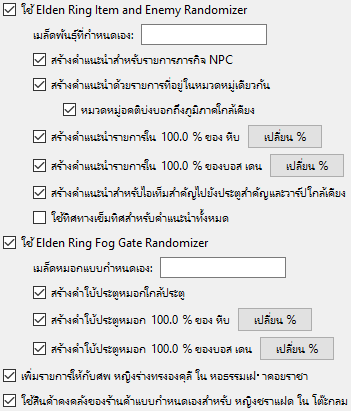 ใช้ Elden Ring Item and Enemy Randomizer
เมล็ดพันธุ์ที่กำหนดเอง:
สร้างคำแนะนำสำหรับรายการภารกิจ NPC
สร้างคำแนะนำด้วยรายการที่อยู่ในหมวดหมู่เดียวกัน
หมวดหมู่อคติบ่งบอกถึงภูมิภาคใกล้เคียง
สร้างคำแนะนำรายการใน 100.0 % ของ หีบ เปลี่ยน %
สร้างคำแนะนำรายการใน 100.0 % ของบอส เดน เปลี่ยน %
สร้างคำแนะนำสำหรับไอเท็มสำคัญไปยังประตูสำคัญและวาร์ปใกล้เคียง
ใช้ทิศทางเข็มทิศสำหรับคำแนะนำทั้งหมด
ใช้ Elden Ring Fog Gate Randomizer
เมล็ดหมอกแบบกำหนดเอง:
สร้างคำใบ้ประตูหมอกใกล้ประตู
สร้างคำใบ้ประตูหมอก 100.0 % ของ หีบ เปลี่ยน %
สร้างคำใบ้ประตูหมอก 100.0 % ของบอส เดน เปลี่ยน %
เพิ่มรายการให้กับศพ หญิงร่างทรองคุลี ใน หอธรรมเฝ้าคอยราชา
ใช้สินค้าคงคลังของร้านค้าแบบกำหนดเองสำหรับ หญิงชราแฝด ใน โต๊ะกลม